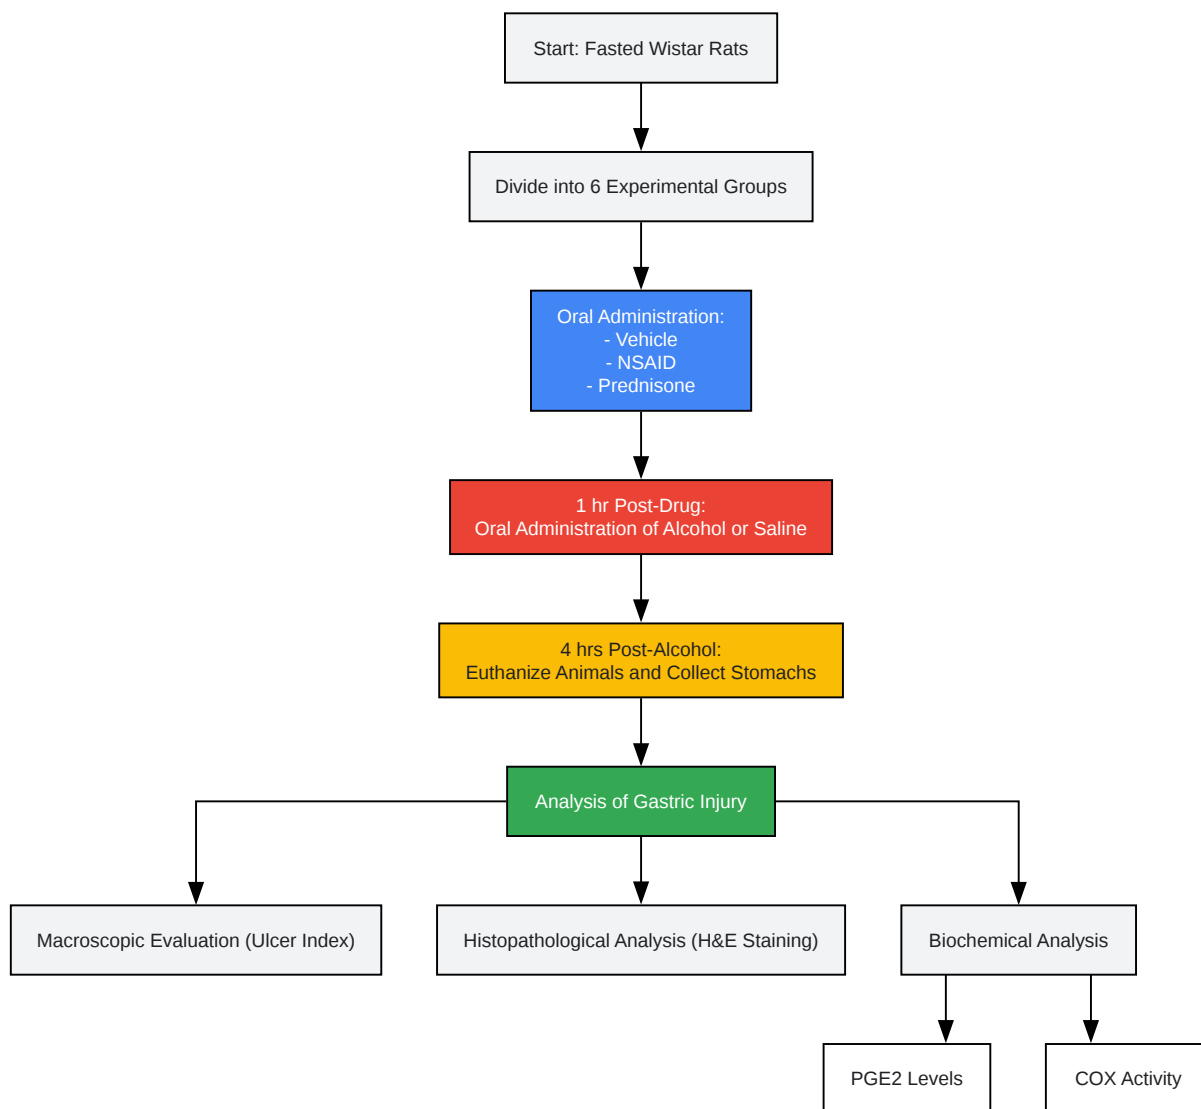 Start: Fasted Wistar Rats
Divide into 6 Experimental Groups
Oral Administration:
- Vehicle
- NSAID
- Prednisone
1 hr Post-Drug:
Oral Administration of Alcohol or Saline
4 hrs Post-Alcohol:
Euthanize Animals and Collect Stomachs
Analysis of Gastric Injury
Macroscopic Evaluation (Ulcer Index)
Histopathological Analysis (H&E Staining)
Biochemical Analysis
PGE2 Levels
COX Activity